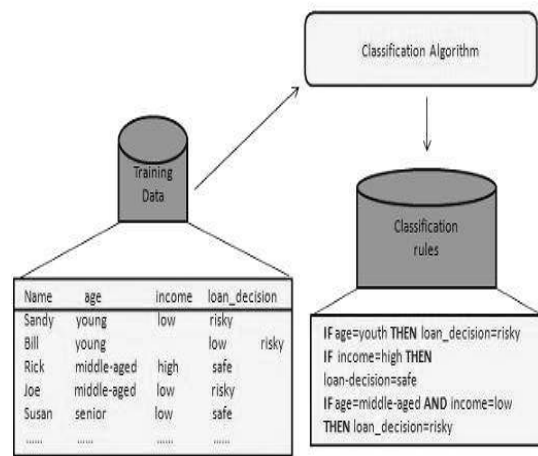 Classification Algorithm
Training
Data
Classification
rules
Name age income loan_decision
Sandy young low risky
Bill young low risky
Rick middle-aged high safe
Joe middle-aged low risky
Susan senior low safe
...... ...... ...... ......
IF age=youth THEN loan_decision=risky
IF income=high THEN
loan-decision=safe
IF age=middle-aged AND income=low
THEN loan_decision=risky